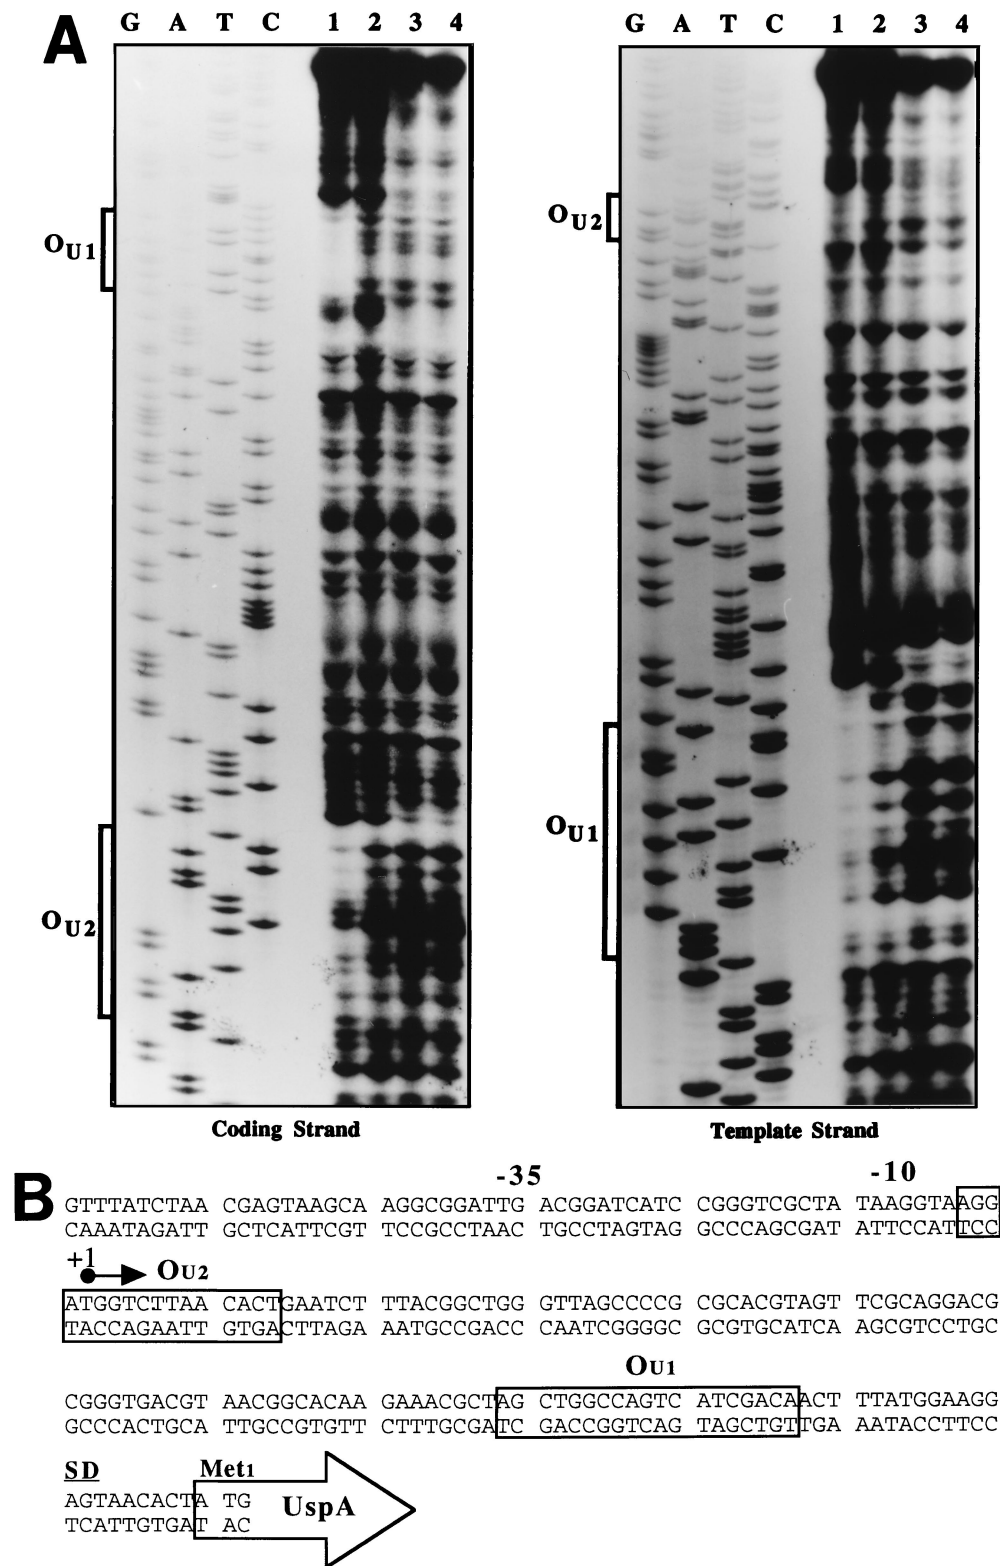 A
G A T C 1 2 3 4
G A T C 1 2 3 4
OU1
OU2
OU2
OU1
Coding Strand
Template Strand
B
-35 -10
GTTTATCTAA CGAGTAAGCA AGGCGGATTG ACGGATCATC CGGGTCGCTA TAAGGTAAGG
CAAATAGATT GCTCATTCGT TCCGCCTAAC TGCCTAGTAG GCCCAGCGAT ATTCCATTCC
+1 OU2
ATGGTCTTAA CACTGAATCT TTACGGCTGG GTTAGCCCCG CGCACGTAGT TCGCAGGACG
TACCAGAATT GTGACTTAGA AATGCCGACC CAATCGGGGC GCGTGCATCA AGCGTCCTGC
OU1
CGGGTGACGT AACGGCACAA GAAACGCTAG CTGGCCAGTC ATCGACAACT TTATGGAAGG
GCCCACTGCA TTGCCGTGTT CTTTGCGATC GACCGGTCAG TAGCTGTTGA AATACCTTCC
SD Met1
AGTAACACTA TG
TCATTGTGAT AC
UspA